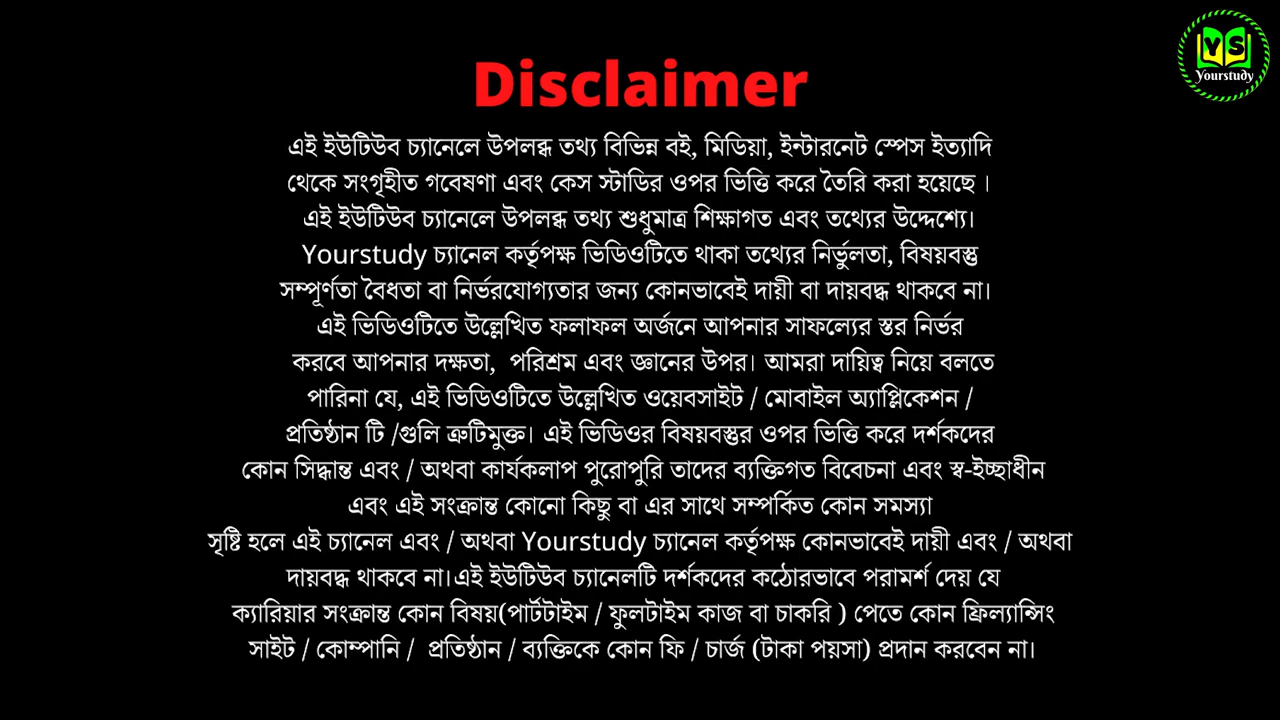 Y S
Yourstudy
Disclaimer
এই ইউটিউব চ্যানেলে উপলব্ধ তথ্য বিভিন্ন বই, মিডিয়া, ইন্টারনেট স্পেস ইত্যাদি
থেকে সংগৃহীত গবেষণা এবং কেস স্টাডির ওপর ভিত্তি করে তৈরি করা হয়েছে ।
এই ইউটিউব চ্যানেলে উপলব্ধ তথ্য শুধুমাত্র শিক্ষাগত এবং তথ্যের উদ্দেশ্যে।
Yourstudy চ্যানেল কর্তৃপক্ষ ভিডিওটিতে থাকা তথ্যের নির্ভুলতা, বিষয়বস্তু
সম্পূর্ণতা বৈধতা বা নির্ভরযোগ্যতার জন্য কোনভাবেই দায়ী বা দায়বদ্ধ থাকবে না।
এই ভিডিওটিতে উল্লেখিত ফলাফল অর্জনে আপনার সাফল্যের স্তর নির্ভর
করবে আপনার দক্ষতা, পরিশ্রম এবং জ্ঞানের উপর। আমরা দায়িত্ব নিয়ে বলতে
পারিনা যে, এই ভিডিওটিতে উল্লেখিত ওয়েবসাইট / মোবাইল অ্যাপ্লিকেশন /
প্রতিষ্ঠান টি /গুলি ত্রুটিমুক্ত। এই ভিডিওর বিষয়বস্তুর ওপর ভিত্তি করে দর্শকদের
কোন সিদ্ধান্ত এবং / অথবা কার্যকলাপ পুরোপুরি তাদের ব্যক্তিগত বিবেচনা এবং স্ব-ইচ্ছাধীন
এবং এই সংক্রান্ত কোনো কিছু বা এর সাথে সম্পর্কিত কোন সমস্যা
সৃষ্টি হলে এই চ্যানেল এবং / অথবা Yourstudy চ্যানেল কর্তৃপক্ষ কোনভাবেই দায়ী এবং / অথবা
দায়বদ্ধ থাকবে না।এই ইউটিউব চ্যানেলটি দর্শকদের কঠোরভাবে পরামর্শ দেয় যে
ক্যারিয়ার সংক্রান্ত কোন বিষয়(পার্টটাইম / ফুলটাইম কাজ বা চাকরি ) পেতে কোন ফ্রিল্যান্সিং
সাইট / কোম্পানি / প্রতিষ্ঠান / ব্যক্তিকে কোন ফি / চার্জ (টাকা পয়সা) প্রদান করবেন না।